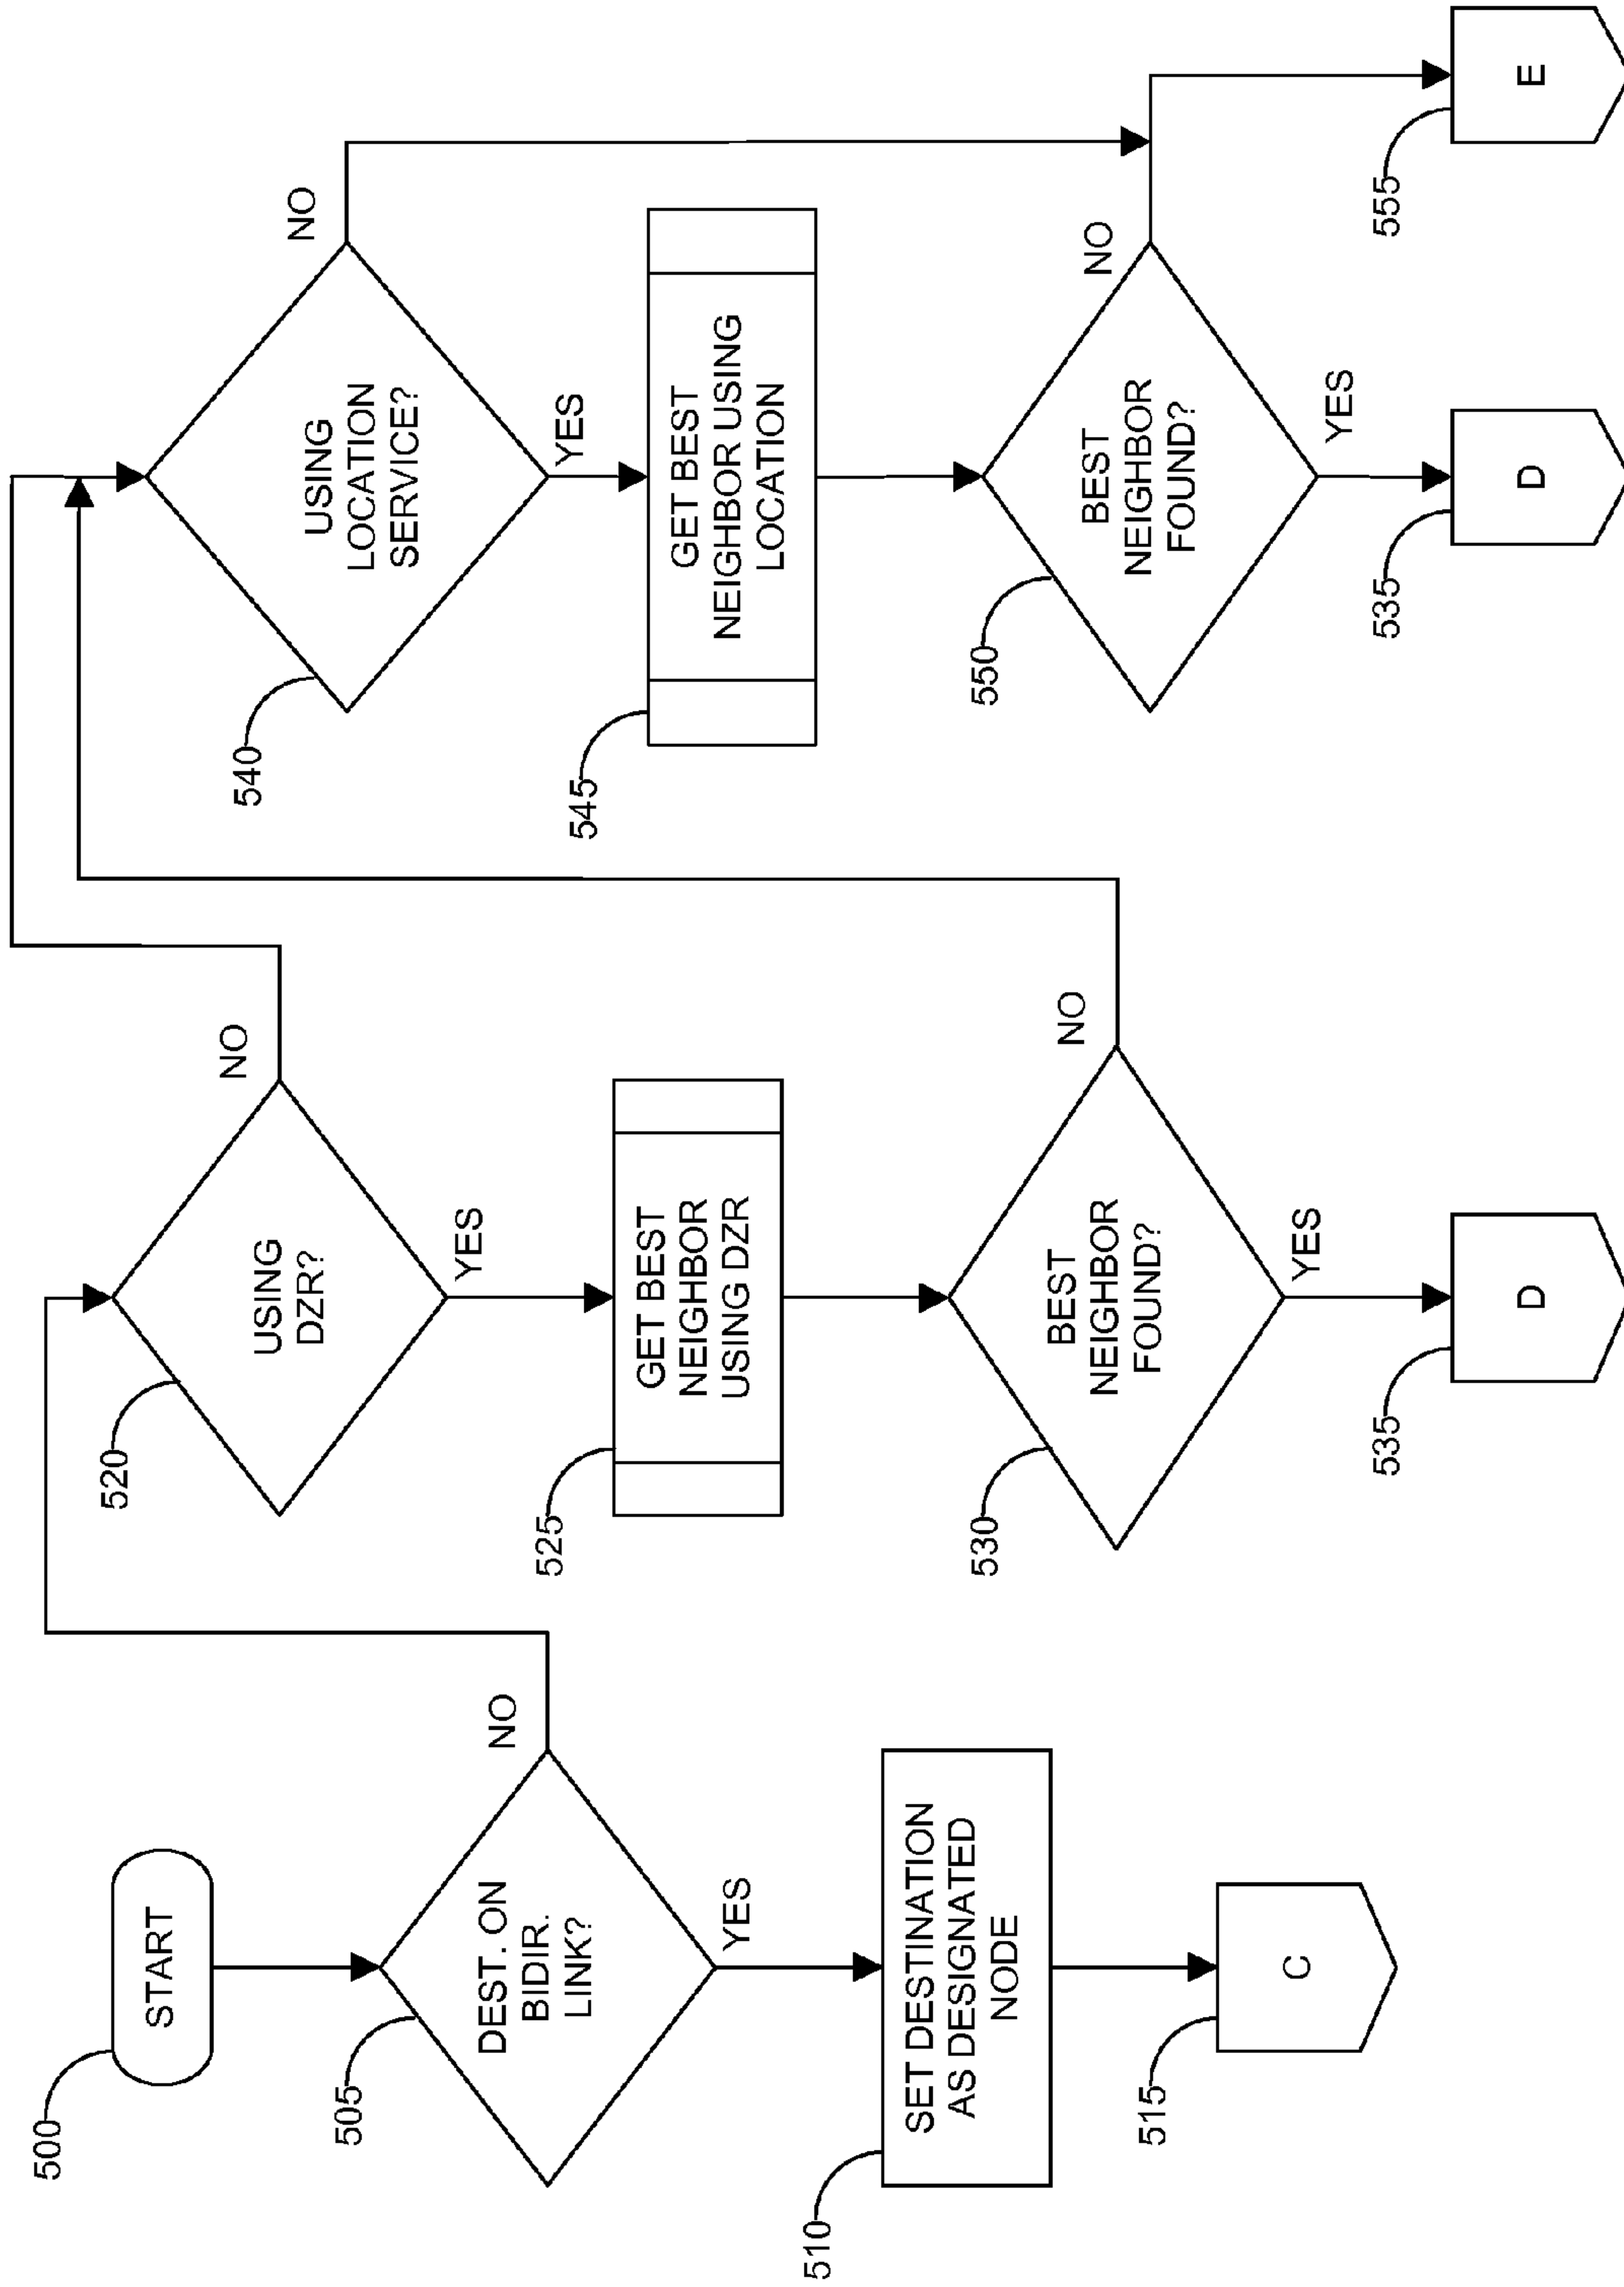 500
START
505
DEST. ON
BIDIR.
LINK?
NO
YES
510
SET DESTINATION
AS DESIGNATED
NODE
515
C
520
USING
DZR?
NO
YES
525
GET BEST
NEIGHBOR
USING DZR
530
BEST
NEIGHBOR
FOUND?
NO
YES
535
D
540
USING
LOCATION
SERVICE?
NO
YES
545
GET BEST
NEIGHBOR USING
LOCATION
550
BEST
NEIGHBOR
FOUND?
NO
YES
535
D
555
E